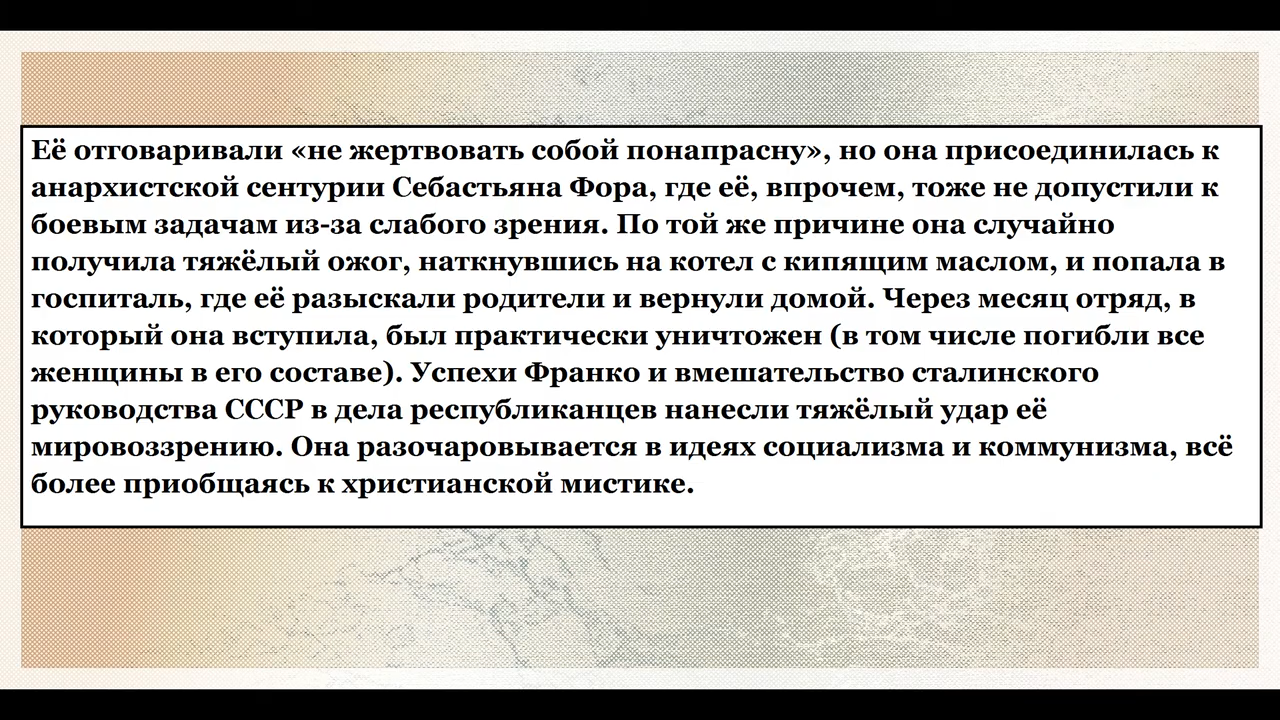 Её отговаривали «не жертвовать собой понапрасну», но она присоединилась к
анархистской сентурии Себастьяна Фора, где её, впрочем, тоже не допустили к
боевым задачам из-за слабого зрения. По той же причине она случайно
получила тяжёлый ожог, наткнувшись на котел с кипящим маслом, и попала в
госпиталь, где её разыскали родители и вернули домой. Через месяц отряд, в
который она вступила, был практически уничтожен (в том числе погибли все
женщины в его составе). Успехи Франко и вмешательство сталинского
руководства СССР в дела республиканцев нанесли тяжёлый удар её
мировоззрению. Она разочаровывается в идеях социализма и коммунизма, всё
более приобщаясь к христианской мистике.